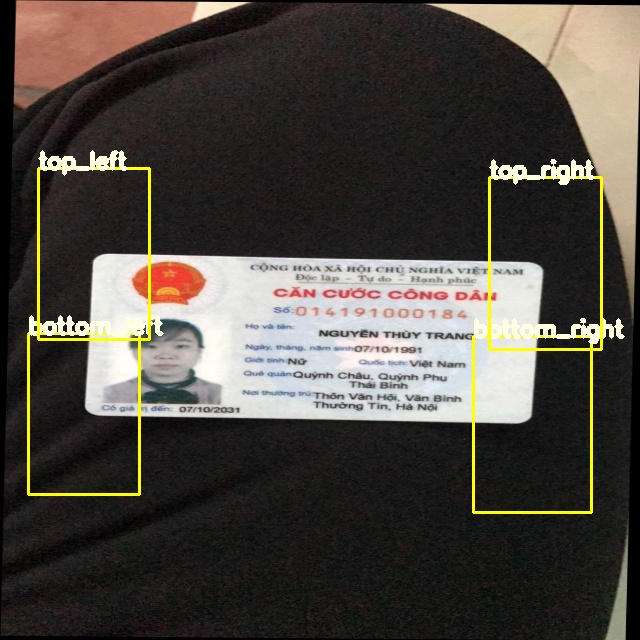 top_left
top_right
CỘNG HÒA XÃ HỘI CHỦ NGHĨA VIỆT NAM
Độc lập - Tự do - Hạnh phúc
CĂN CƯỚC CÔNG DÂN
Số: 014191000184
Họ và tên:
bottom_left
bottom_right
NGUYỄN THÙY TRANG
Ngày, tháng, năm sinh: 07/10/1991
Giới tính: Nữ Quốc tịch: Việt Nam
Quê quán: Quỳnh Châu, Quỳnh Phụ
Thái Bình
Nơi thường trú: Thôn Văn Hội, Văn Bình
Thường Tín, Hà Nội
Có giá trị đến: 07/10/2031